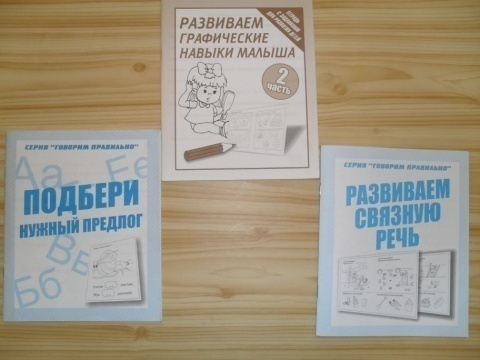 РАЗВИВАЕМ
ГРАФИЧЕСКИЕ
НАВЫКИ МАЛЫША
2
часть
СЕРИЯ "ГОВОРИМ ПРАВИЛЬНО"
Аа
Ее
ПОДБЕРИ
НУЖНЫЙ ПРЕДЛОГ
Вв
Бб
СЕРИЯ "ГОВОРИМ ПРАВИЛЬНО"
РАЗВИВАЕМ
СВЯЗНУЮ
РЕЧЬ